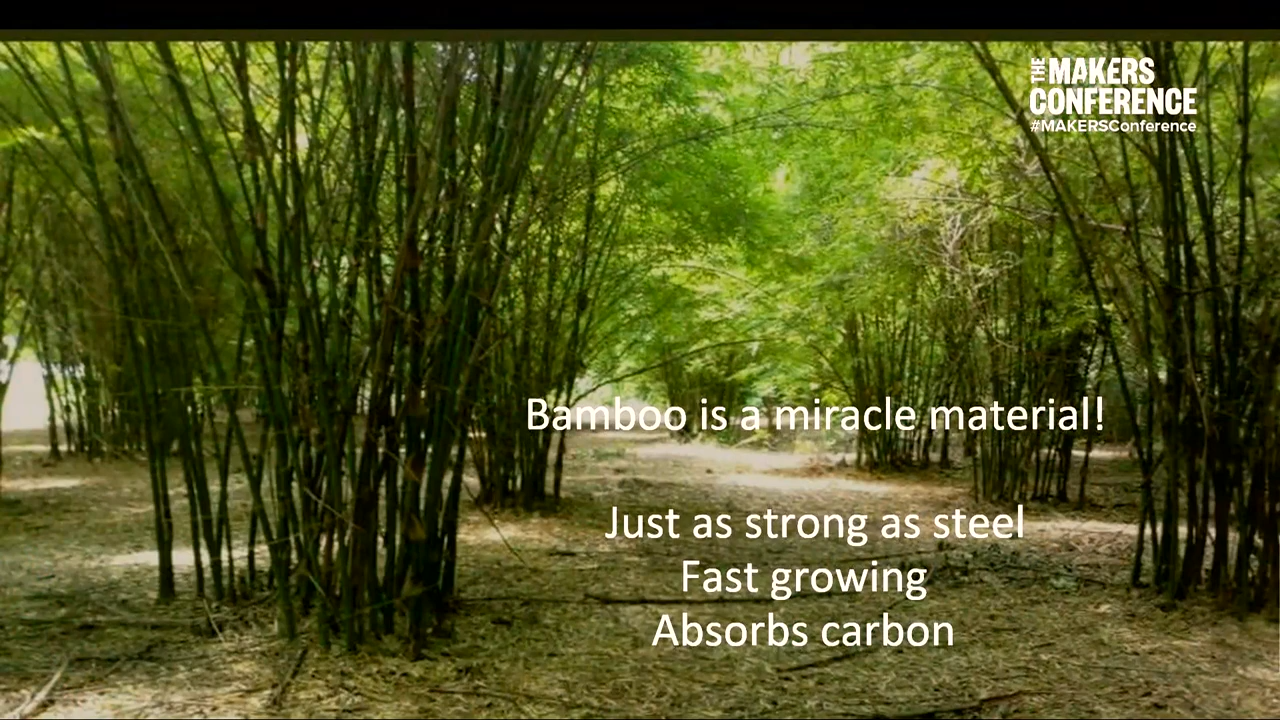 THE MAKERS
CONFERENCE
#MAKERSConference
Bamboo is a miracle material!
Just as strong as steel
Fast growing
Absorbs carbon